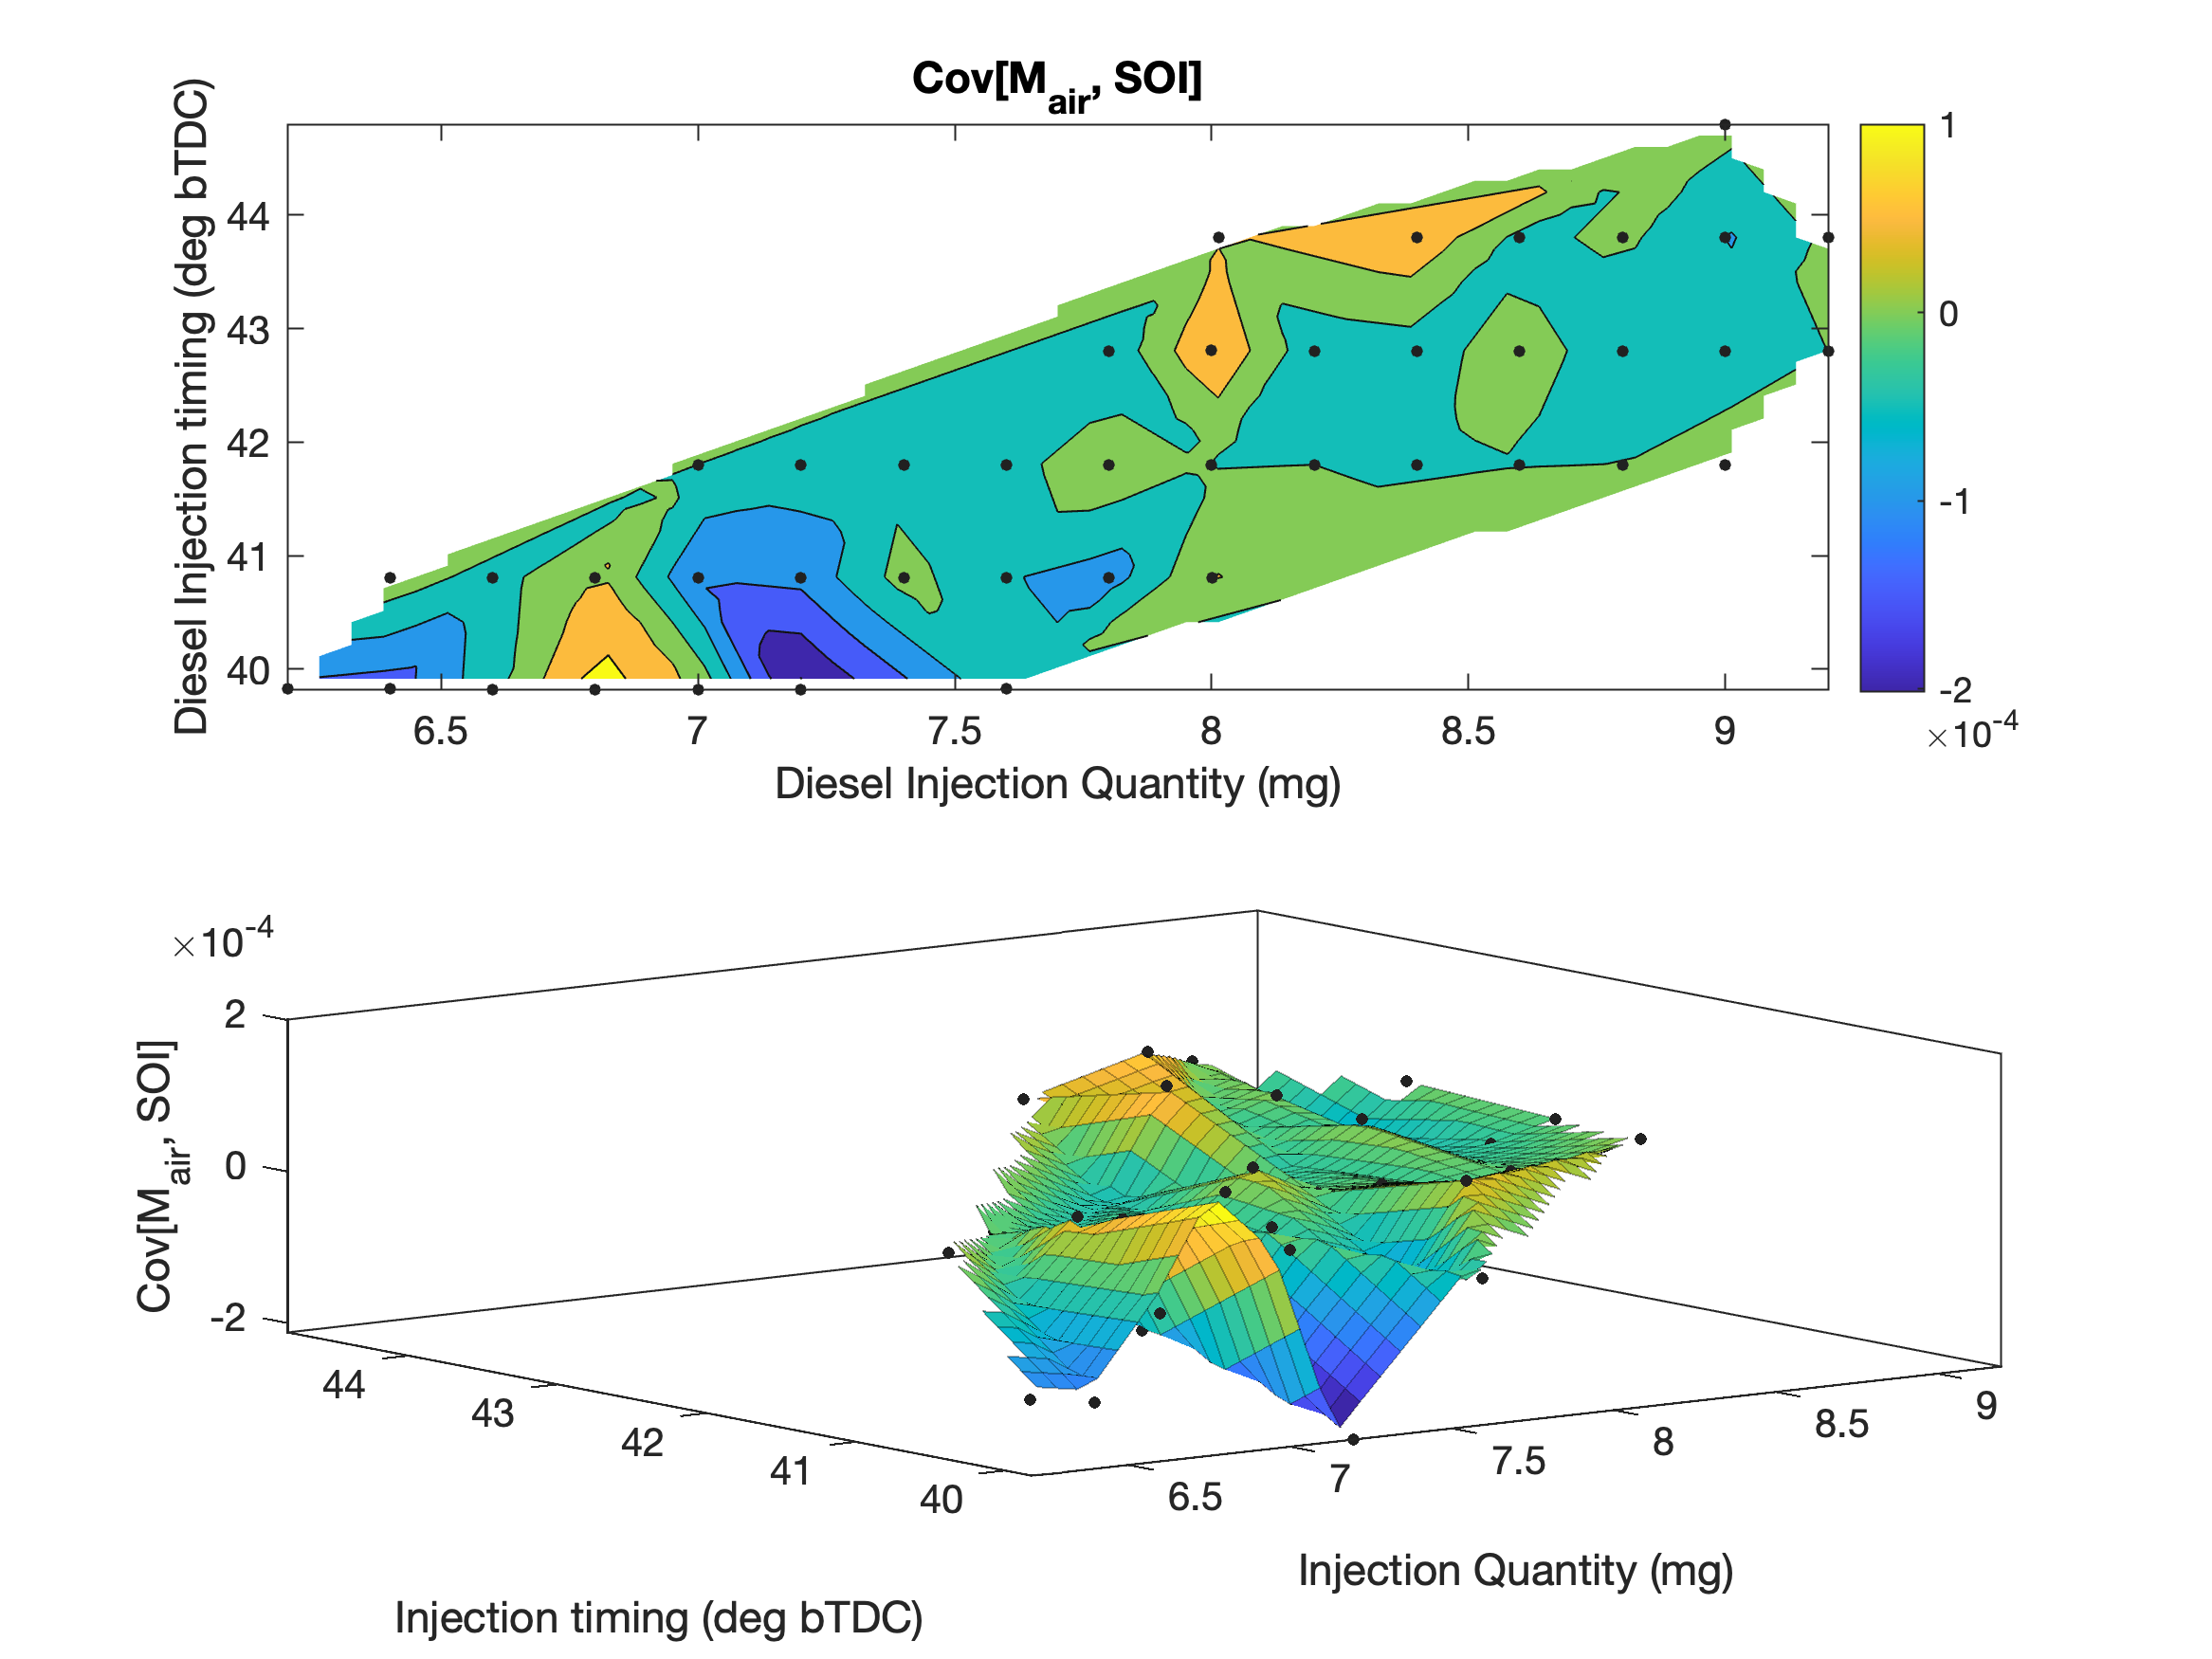 Cov[M_air, SOI]
Diesel Injection timing (deg bTDC)
44
43
42
41
40
6.5 7 7.5 8 8.5 9
Diesel Injection Quantity (mg)
1
0
-1
-2
×10^-4
×10^-4
Cov[M_air, SOI]
2
0
-2
44 43 42 41 40
6.5 7 7.5 8 8.5 9
Injection timing (deg bTDC)
Injection Quantity (mg)